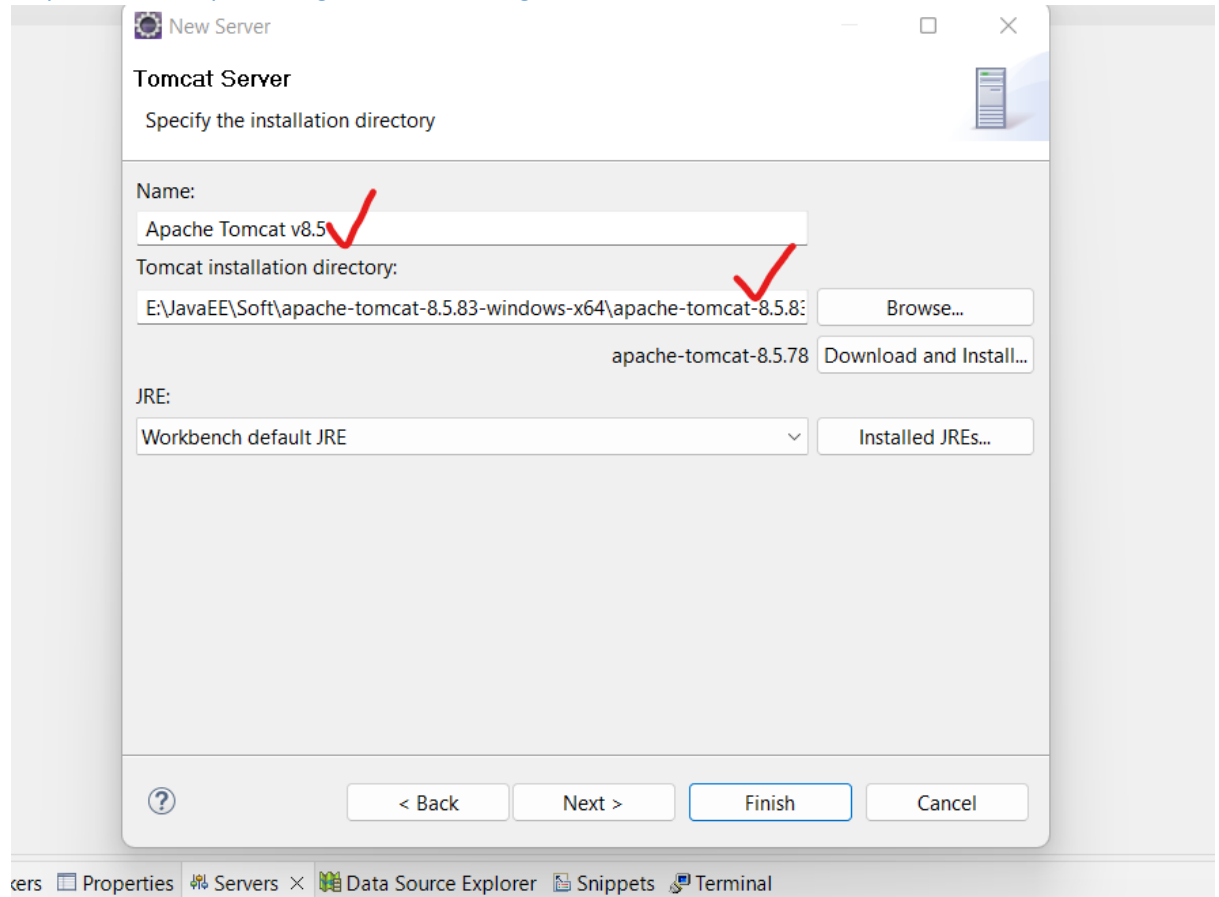 New Server
Tomcat Server
Specify the installation directory
Name:
Apache Tomcat v8.5
Tomcat installation directory:
E:\JavaEE\Soft\apache-tomcat-8.5.83-windows-x64\apache-tomcat-8.5.83
Browse...
apache-tomcat-8.5.78 Download and Install...
JRE:
Workbench default JRE
Installed JREs...
< Back Next > Finish Cancel
kers Properties Servers Data Source Explorer Snippets Terminal